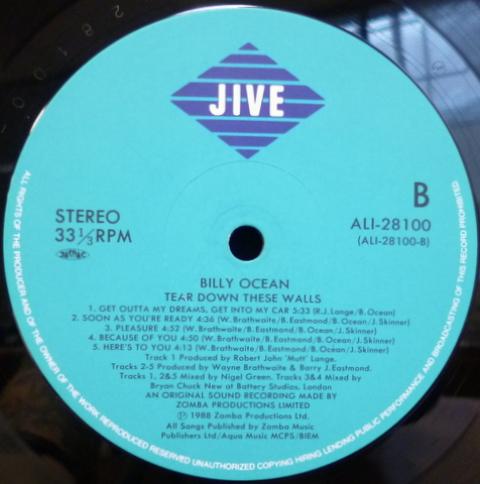 JIVE
STEREO
33 1/3 RPM
B
ALI-28100
(ALI-28100-B)
BILLY OCEAN
TEAR DOWN THESE WALLS
1. GET OUTTA MY DREAMS, GET INTO MY CAR 5:33 (R.J.Lange/B.Ocean)
2. SOON AS YOU'RE READY 4:36 (W.Brathwaite/B.Eastmond/B.Ocean/J.Skinner)
3. PLEASURE 4:52 (W.Brathwaite/B.Eastmond/B.Ocean/J.Skinner)
4. BECAUSE OF YOU 4:50 (W.Brathwaite/B.Eastmond/B.Ocean/J.Skinner)
5. HERE'S TO YOU 4:13 (W.Brathwaite/B.Eastmond/B.Ocean/J.Skinner)
Track 1 Produced by Robert John 'Mutt' Lange.
Tracks 2-5 Produced by Wayne Brathwaite & Barry J.Eastmond.
Tracks 1, 2&5 Mixed by Nigel Green. Tracks 3&4 Mixed by
Bryan Chuck New at Battery Studios, London
AN ORIGINAL SOUND RECORDING MADE BY
ZOMBA PRODUCTIONS LIMITED
℗ 1988 Zomba Productions Ltd.
All Songs Published by Zomba Music
Publishers Ltd/Aqua Music MCPS/BIEM
ALL RIGHTS OF THE PRODUCER AND OF THE OWNER OF THE WORK REPRODUCED RESERVED UNAUTHORIZED COPYING HIRING LENDING PUBLIC PERFORMANCE AND BROADCASTING OF THIS RECORD PROHIBITED